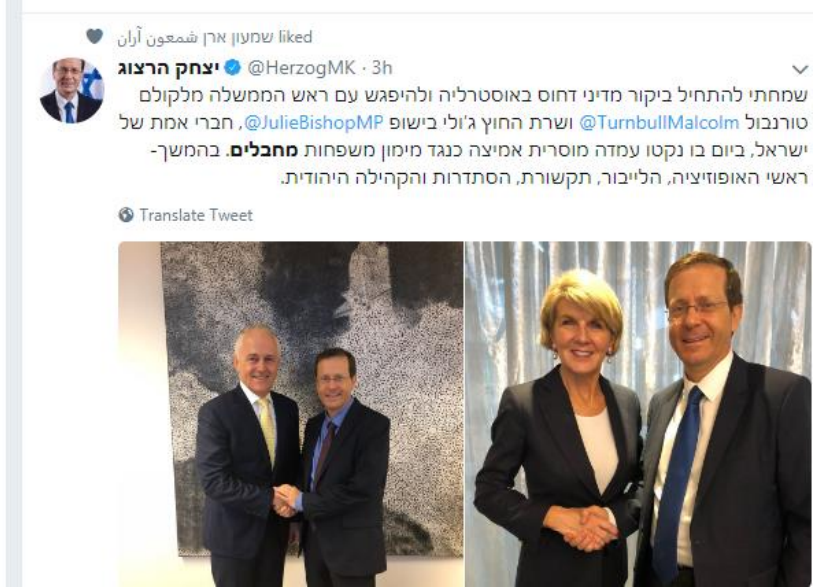 שמעון ארן شمعون آران liked
יצחק הרצוג @HerzogMK · 3h
שמחתי להתחיל ביקור מדיני דחוס באוסטרליה ולהיפגש עם ראש הממשלה מלקולם
טורנבול @TurnbullMalcolm ושרת החוץ ג'ולי בישופ @JulieBishopMP, חברי אמת של
ישראל, ביום בו נקטו עמדה מוסרית אמיצה כנגד מימון משפחות מחבלים. בהמשך-
ראשי האופוזיציה, הלייבור, תקשורת, הסתדרות והקהילה היהודית.
Translate Tweet